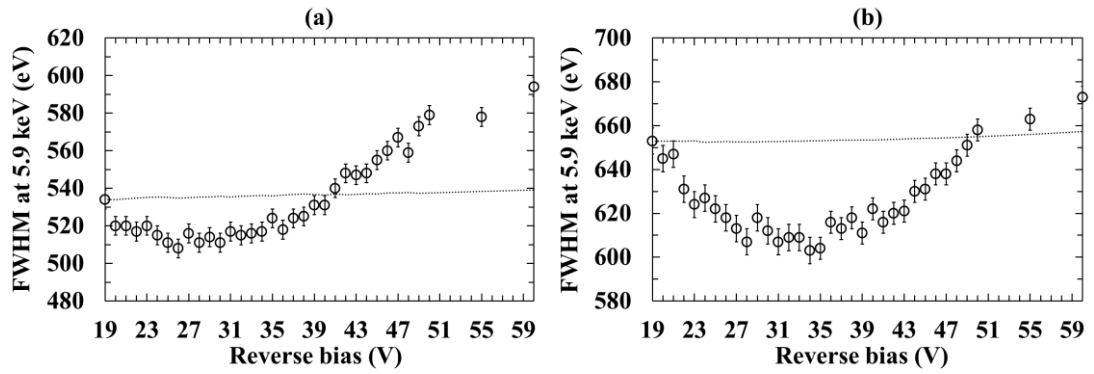 (a)
FWHM at 5.9 keV (eV)
620
600
580
560
540
520
500
480
19 23 27 31 35 39 43 47 51 55 59
Reverse bias (V)
(b)
FWHM at 5.9 keV (eV)
700
680
660
640
620
600
580
19 23 27 31 35 39 43 47 51 55 59
Reverse bias (V)